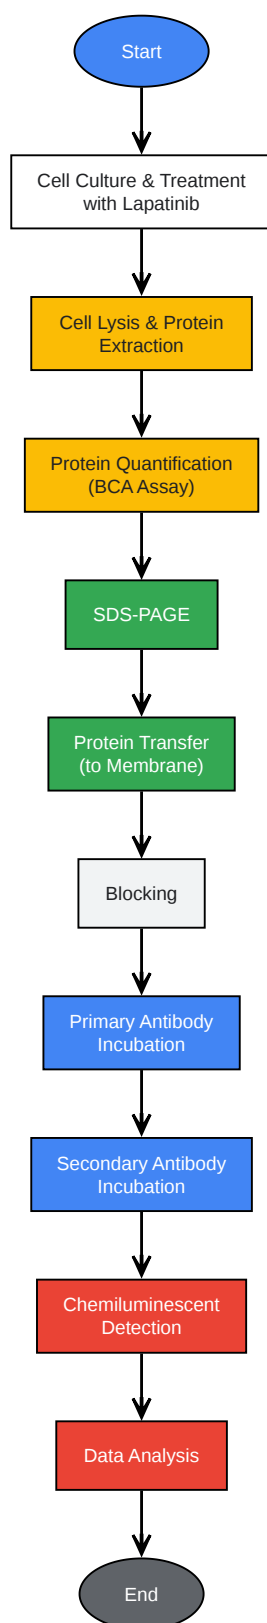 Start
Cell Culture & Treatment
with Lapatinib
Cell Lysis & Protein
Extraction
Protein Quantification
(BCA Assay)
SDS-PAGE
Protein Transfer
(to Membrane)
Blocking
Primary Antibody
Incubation
Secondary Antibody
Incubation
Chemiluminescent
Detection
Data Analysis
End